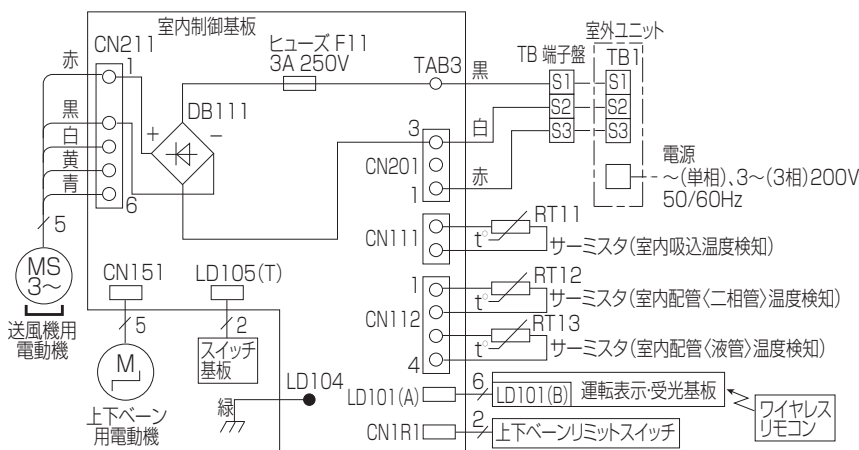 室内制御基板
CN211
赤
1
黒
白
黄
青
6
5
MS
3～
送風機用
電動機
ヒューズ F11
3A 250V
DB111
+
−
TAB3
黒
TB 端子盤
S1
S2
S3
室外ユニット
TB1
S1
S2
S3
電源
～(単相)、3～(3相)200V
50/60Hz
3
白
CN201
1
赤
CN111
t°
RT11
サーミスタ(室内吸込温度検知)
1
CN112
4
t°
RT12
サーミスタ(室内配管〈二相管〉温度検知)
t°
RT13
サーミスタ(室内配管〈液管〉温度検知)
CN151
5
M
上下ベーン
用電動機
LD105(T)
2
スイッチ
基板
緑
LD104
LD101(A)
6
LD101(B)
運転表示・受光基板
ワイヤレス
リモコン
CN1R1
2
上下ベーンリミットスイッチ